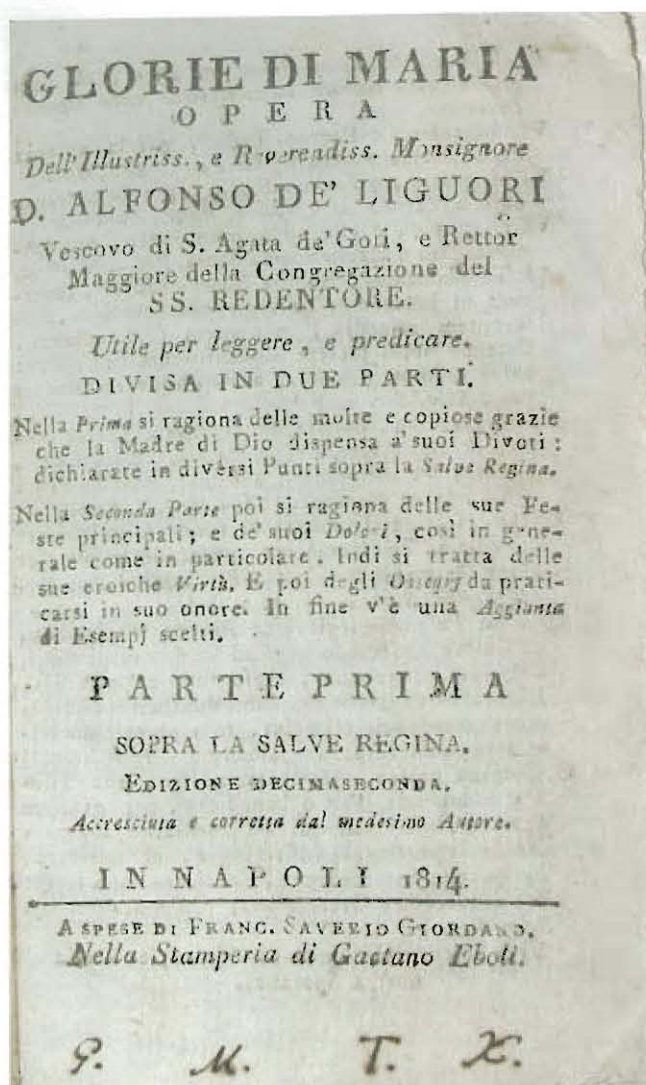 GLORIE DI MARIA
OPERA
Dell'Illustriss., e Reverendiss. Monsignore
D. ALFONSO DE' LIGUORI
Vescovo di S. Agata de'Goti, e Rettor
Maggiore della Congregazione del
SS. REDENTORE.
Utile per leggere, e predicare.
DIVISA IN DUE PARTI.
Nella Prima si ragiona delle molte e copiose grazie
che la Madre di Dio dispensa a'suoi Divoti:
dichiarate in diversi Punti sopra la Salve Regina.
Nella Seconda Parte poi si ragiona delle sue Fe-
ste principali; e de'suoi Dolori, così in gene-
rale come in particolare. Indi si tratta delle
sue eroiche Virtù. E poi degli Ossequj da prati-
carsi in suo onore. In fine v'è una Aggiunta
di Esempj scelti.
PARTE PRIMA
SOPRA LA SALVE REGINA.
EDIZIONE DECIMASECONDA.
Accresciuta e corretta dal medesimo Autore.
IN NAPOLI 1814.
A SPESE DI FRANC. SAVERIO GIORDANO.
Nella Stamperia di Gaetano Eboli.
G. M. T. X.